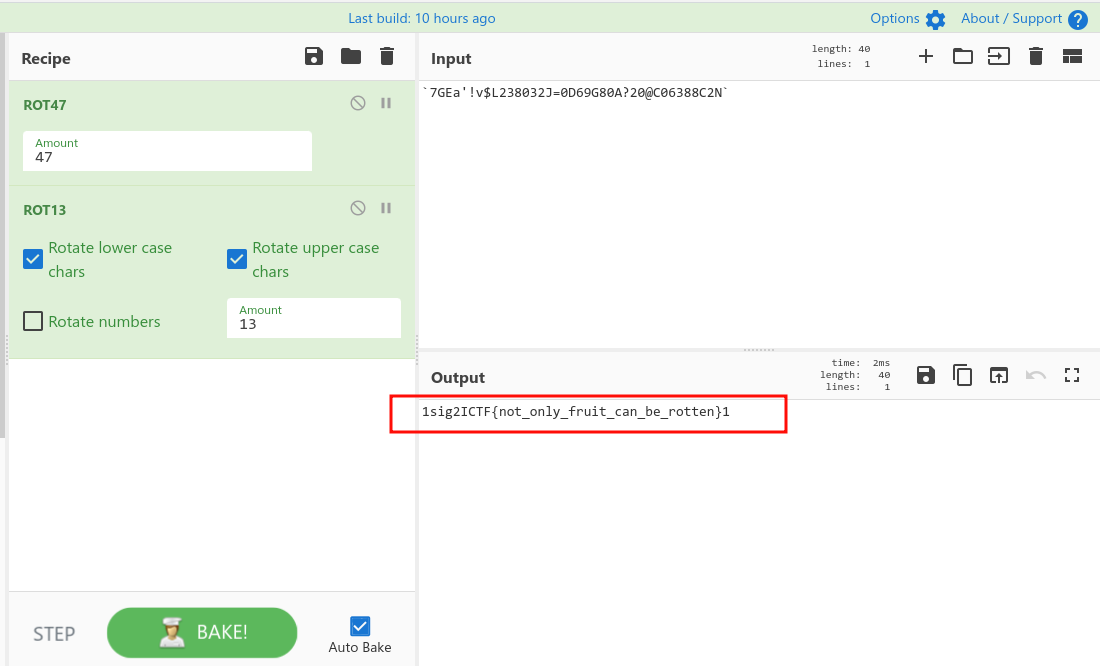 Last build: 10 hours ago
Options
About / Support
Recipe
ROT47
Amount
47
ROT13
Rotate lower case chars
Rotate upper case chars
Rotate numbers
Amount
13
STEP
BAKE!
Auto Bake
Input
length: 40
lines: 1
`7GEa'!v$L238032J=0D69G80A?20@C06388C2N`
Output
time: 2ms
length: 40
lines: 1
1sig2ICTF{not_only_fruit_can_be_rotten}1